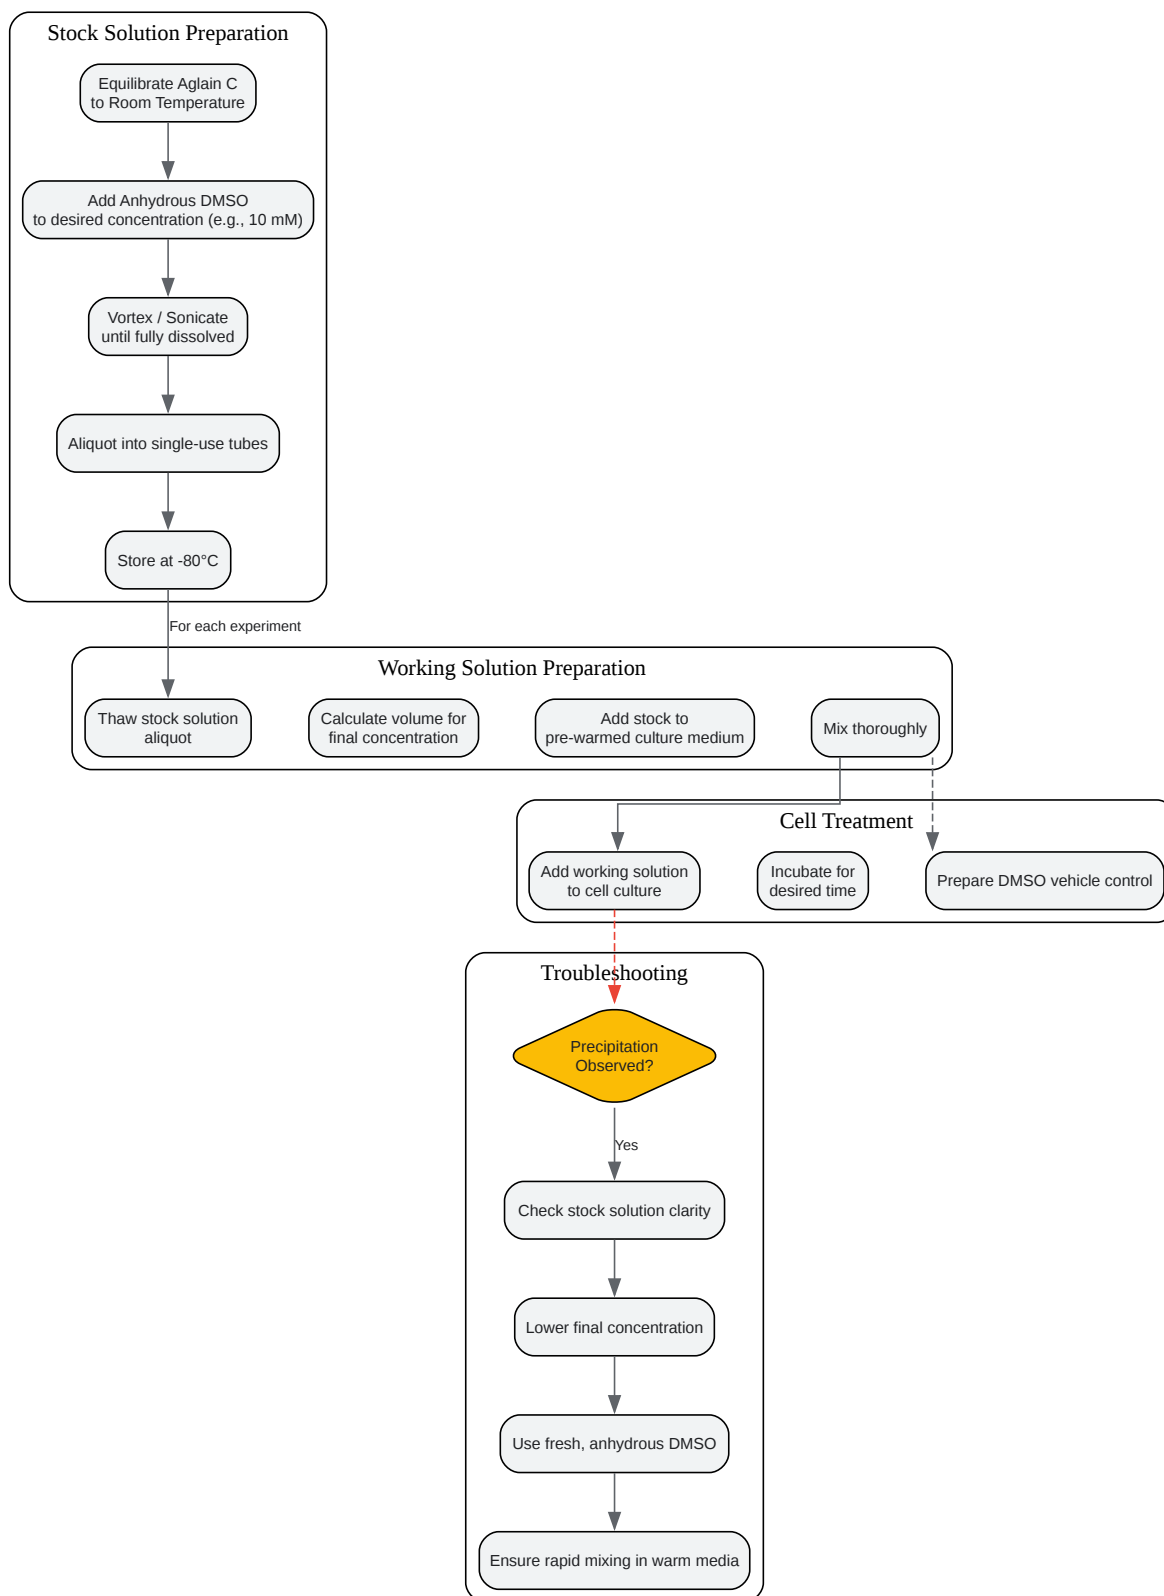 Stock Solution Preparation
Equilibrate Aglain C
to Room Temperature
Add Anhydrous DMSO
to desired concentration (e.g., 10 mM)
Vortex / Sonicate
until fully dissolved
Aliquot into single-use tubes
Store at -80°C
For each experiment
Working Solution Preparation
Thaw stock solution
aliquot
Calculate volume for
final concentration
Add stock to
pre-warmed culture medium
Mix thoroughly
Cell Treatment
Add working solution
to cell culture
Incubate for
desired time
Prepare DMSO vehicle control
Troubleshooting
Precipitation
Observed?
Yes
Check stock solution clarity
Lower final concentration
Use fresh, anhydrous DMSO
Ensure rapid mixing in warm media